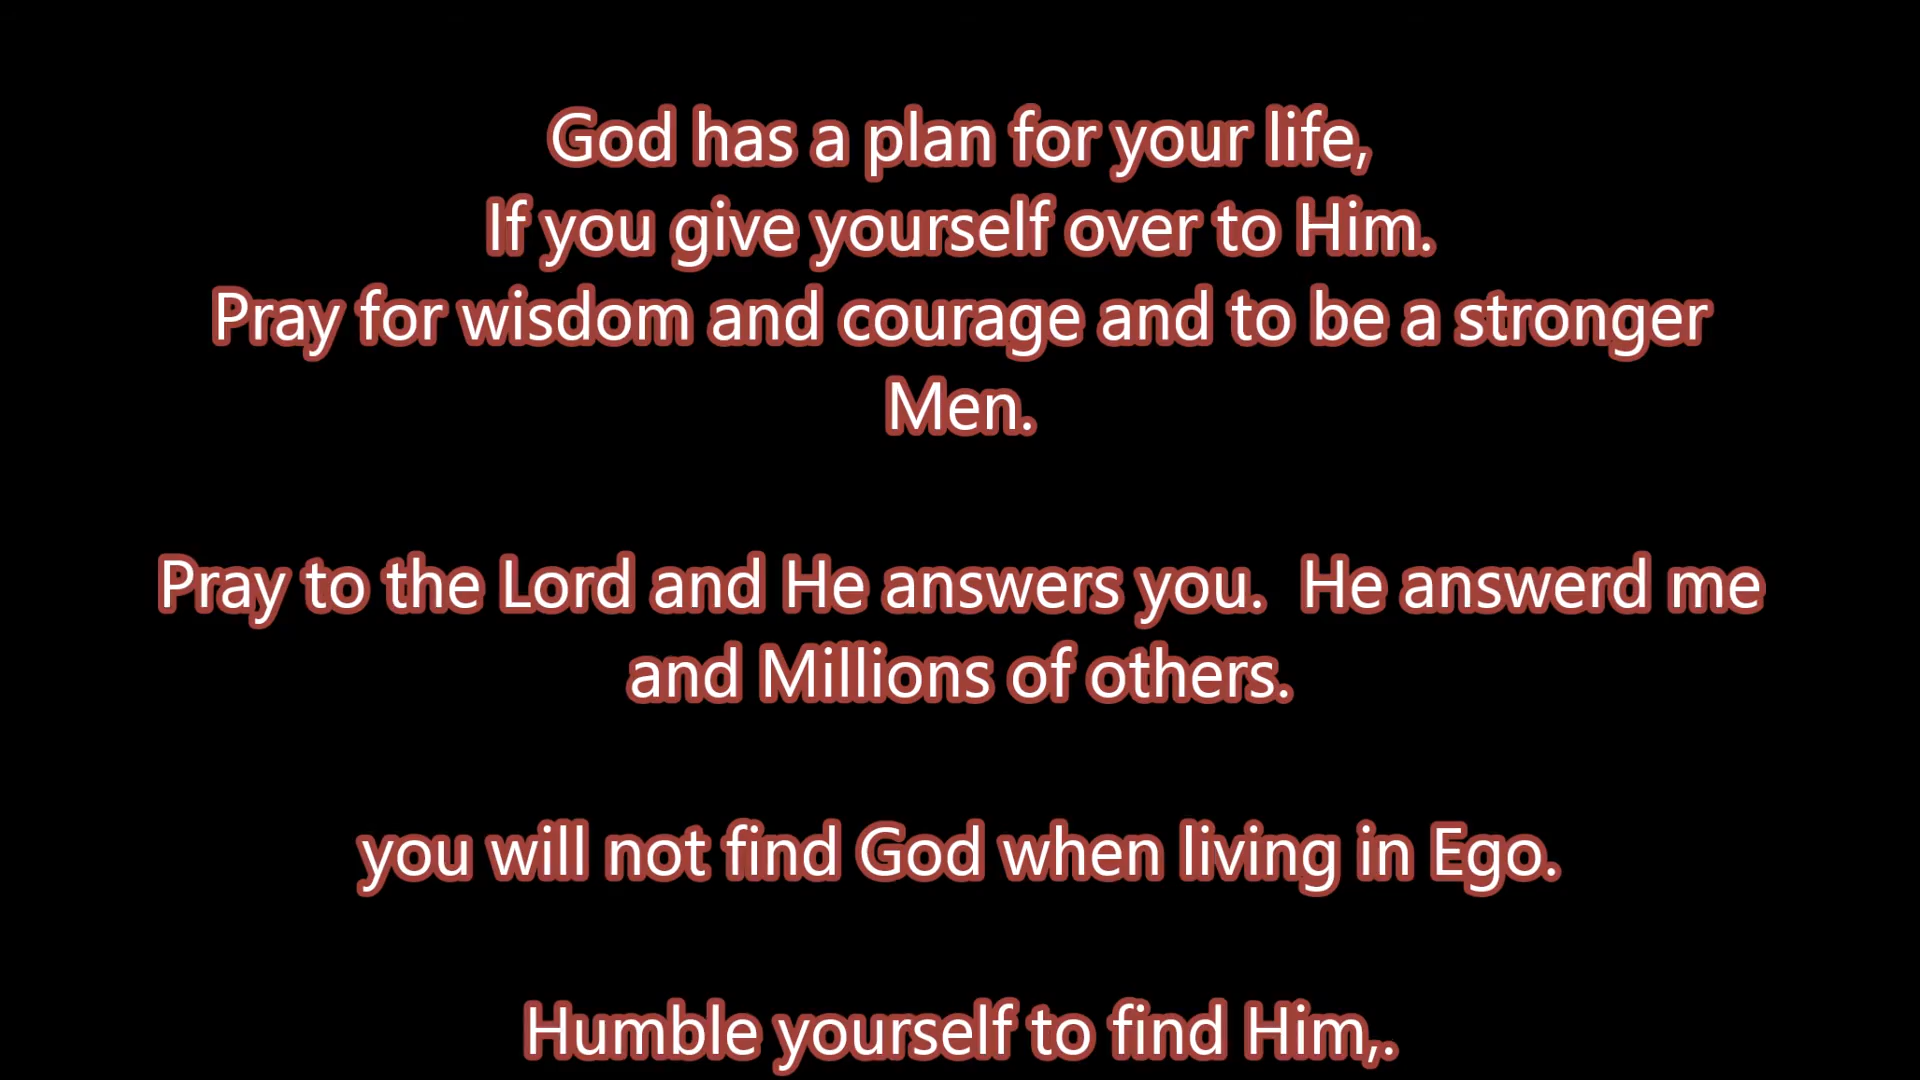 God has a plan for your life,
If you give yourself over to Him.
Pray for wisdom and courage and to be a stronger
Men.
Pray to the Lord and He answers you.  He answerd me
and Millions of others.
you will not find God when living in Ego.
Humble yourself to find Him,.